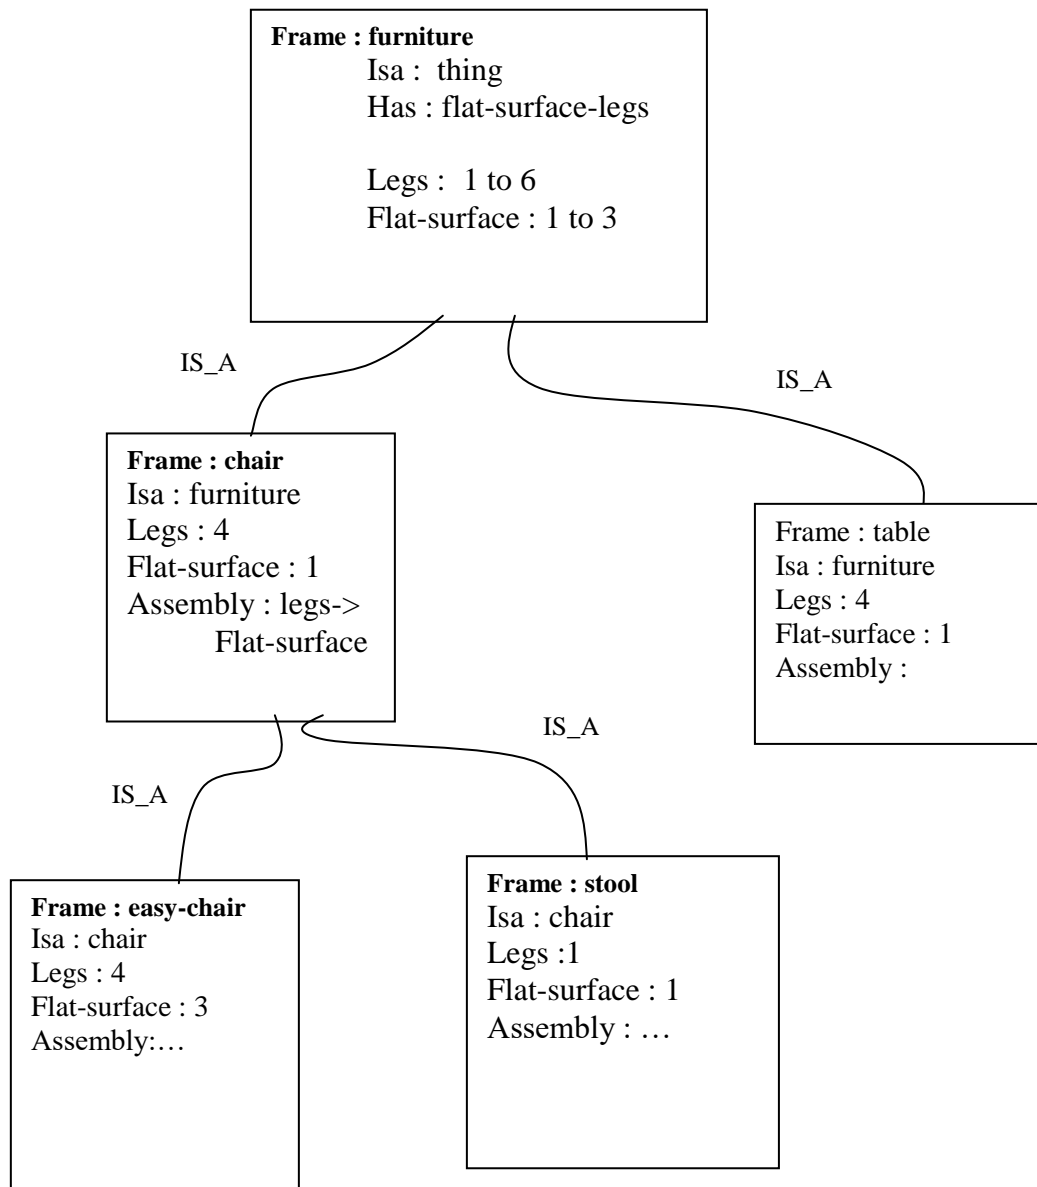 Frame : furniture
Isa : thing
Has : flat-surface-legs
Legs : 1 to 6
Flat-surface : 1 to 3
IS_A
IS_A
Frame : chair
Isa : furniture
Legs : 4
Flat-surface : 1
Assembly : legs->
Flat-surface
Frame : table
Isa : furniture
Legs : 4
Flat-surface : 1
Assembly :
IS_A
IS_A
Frame : easy-chair
Isa : chair
Legs : 4
Flat-surface : 3
Assembly:…
Frame : stool
Isa : chair
Legs :1
Flat-surface : 1
Assembly : …